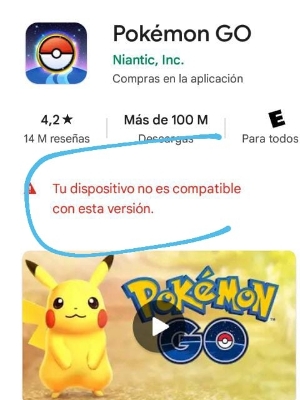 Pokémon GO
Niantic, Inc.
Compras en la aplicación
4,2★
Más de 100 M
E
14 M reseñas
Descargas
Para todos
Tu dispositivo no es compatible
con esta versión.
POKéMON
GO